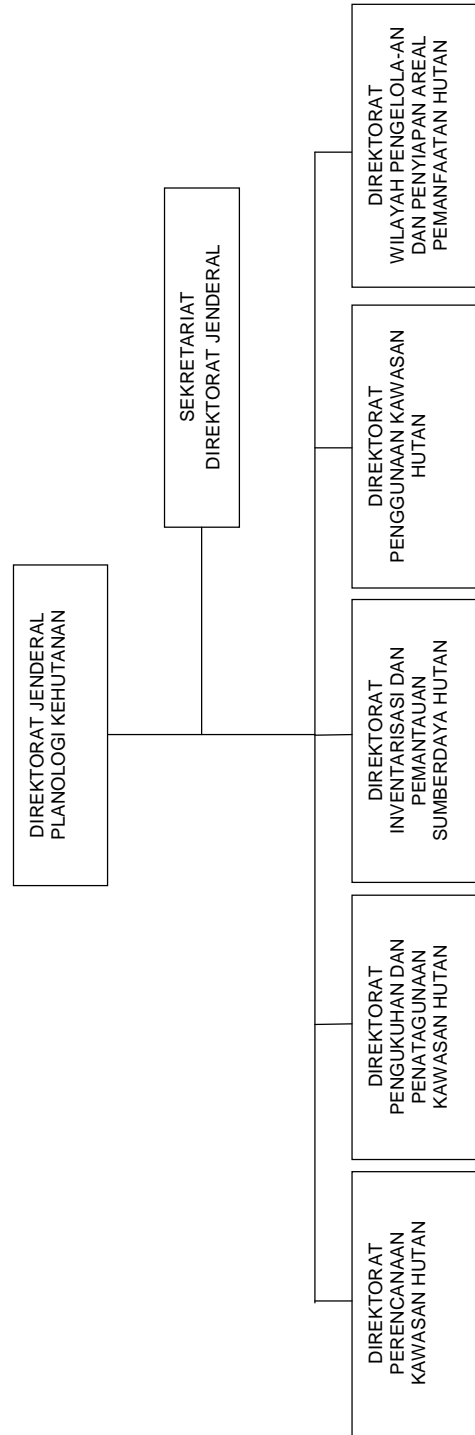 DIREKTORAT JENDERAL
PLANOLOGI KEHUTANAN
SEKRETARIAT
DIREKTORAT JENDERAL
DIREKTORAT
PERENCANAAN
KAWASAN HUTAN
DIREKTORAT
PENGUKUHAN DAN
PENATAGUNAAN
KAWASAN HUTAN
DIREKTORAT
INVENTARISASI DAN
PEMANTAUAN
SUMBERDAYA HUTAN
DIREKTORAT
PENGGUNAAN KAWASAN
HUTAN
DIREKTORAT
WILAYAH PENGELOLA-AN
DAN PENYIAPAN AREAL
PEMANFAATAN HUTAN